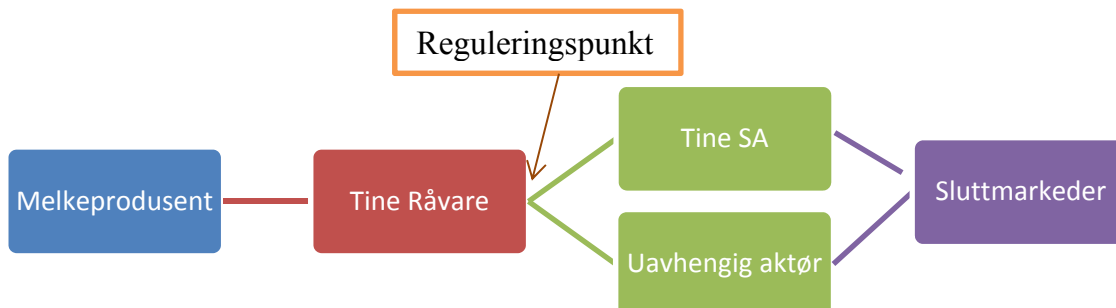 Reguleringspunkt
Melkeprodusent
Tine Råvare
Tine SA
Uavhengig aktør
Sluttmarkeder